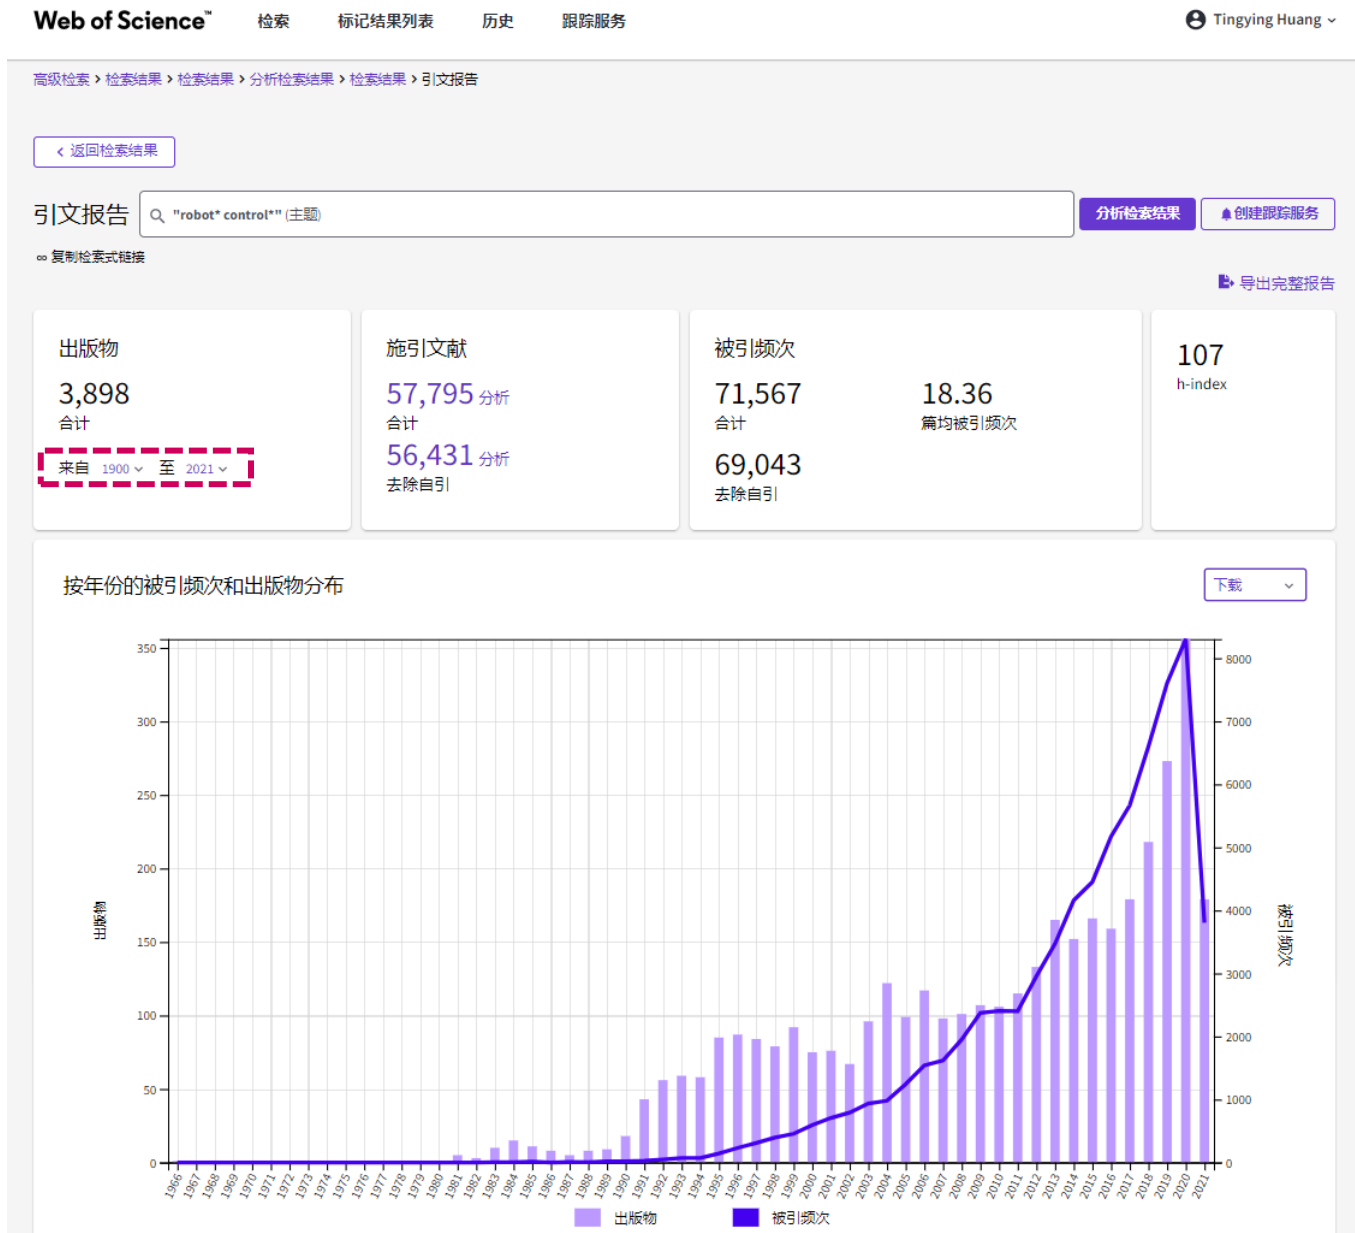 Web of Science™ 检索 标记结果列表 历史 跟踪服务 Tingying Huang
高级检索 > 检索结果 > 检索结果 > 分析检索结果 > 检索结果 > 引文报告
< 返回检索结果
引文报告 "robot* control*" (主题) 分析检索结果 创建跟踪服务
复制检索式链接
导出完整报告
出版物
3,898
合计
来自 1900 至 2021
施引文献
57,795 分析
合计
56,431 分析
去除自引
被引频次
71,567
合计
69,043
去除自引
18.36
篇均被引频次
107
h-index
按年份的被引频次和出版物分布
下载
出版物
350
300
250
200
150
100
50
0
8000
7000
6000
5000
4000
3000
2000
1000
0
被引频次
1966 1967 1968 1969 1970 1971 1972 1973 1974 1975 1976 1977 1978 1979 1980 1981 1982 1983 1984 1985 1986 1987 1988 1989 1990 1991 1992 1993 1994 1995 1996 1997 1998 1999 2000 2001 2002 2003 2004 2005 2006 2007 2008 2009 2010 2011 2012 2013 2014 2015 2016 2017 2018 2019 2020 2021
出版物 被引频次